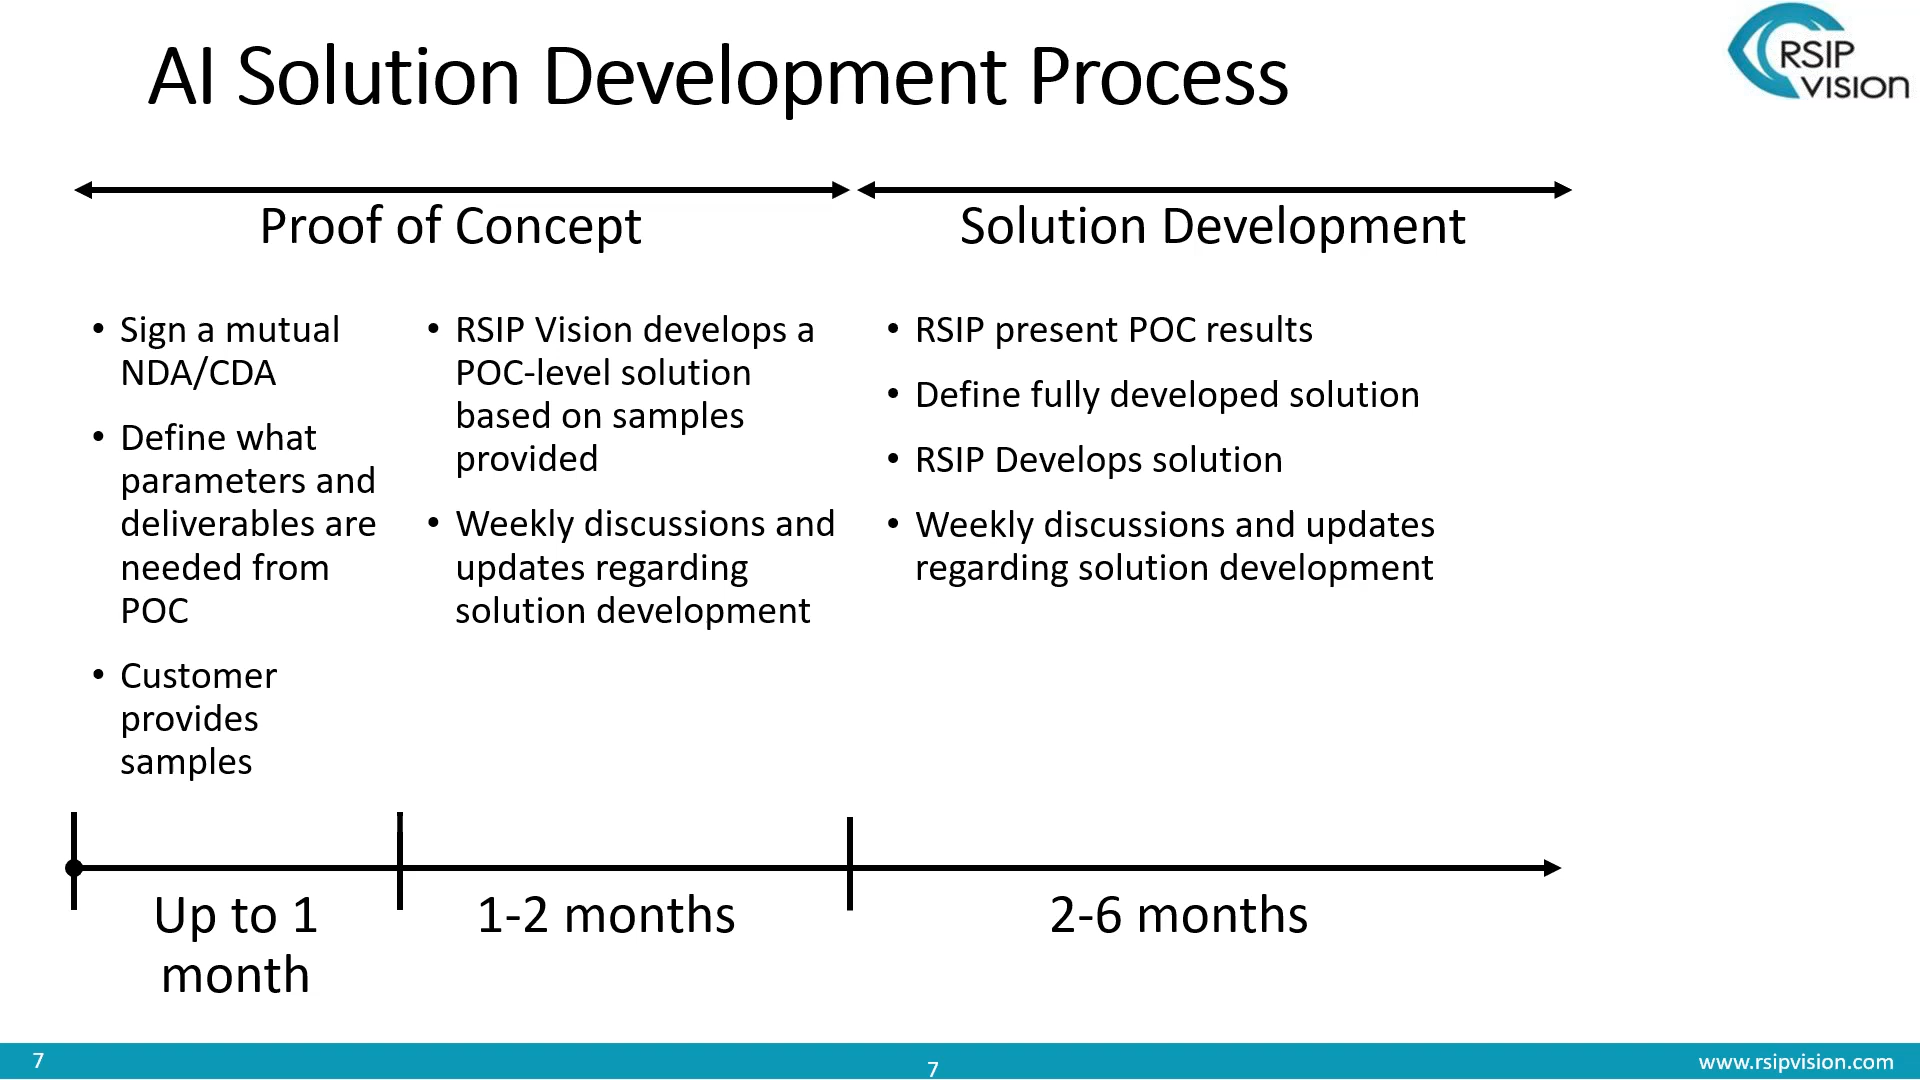 AI Solution Development Process
RSIP
VISION
Proof of Concept
Solution Development
• Sign a mutual
NDA/CDA
• Define what
parameters and
deliverables are
needed from
POC
• Customer
provides
samples
• RSIP Vision develops a
POC-level solution
based on samples
provided
• Weekly discussions and
updates regarding
solution development
• RSIP present POC results
• Define fully developed solution
• RSIP Develops solution
• Weekly discussions and updates
regarding solution development
Up to 1
month
1-2 months
2-6 months
7
7
www.rsipvision.com